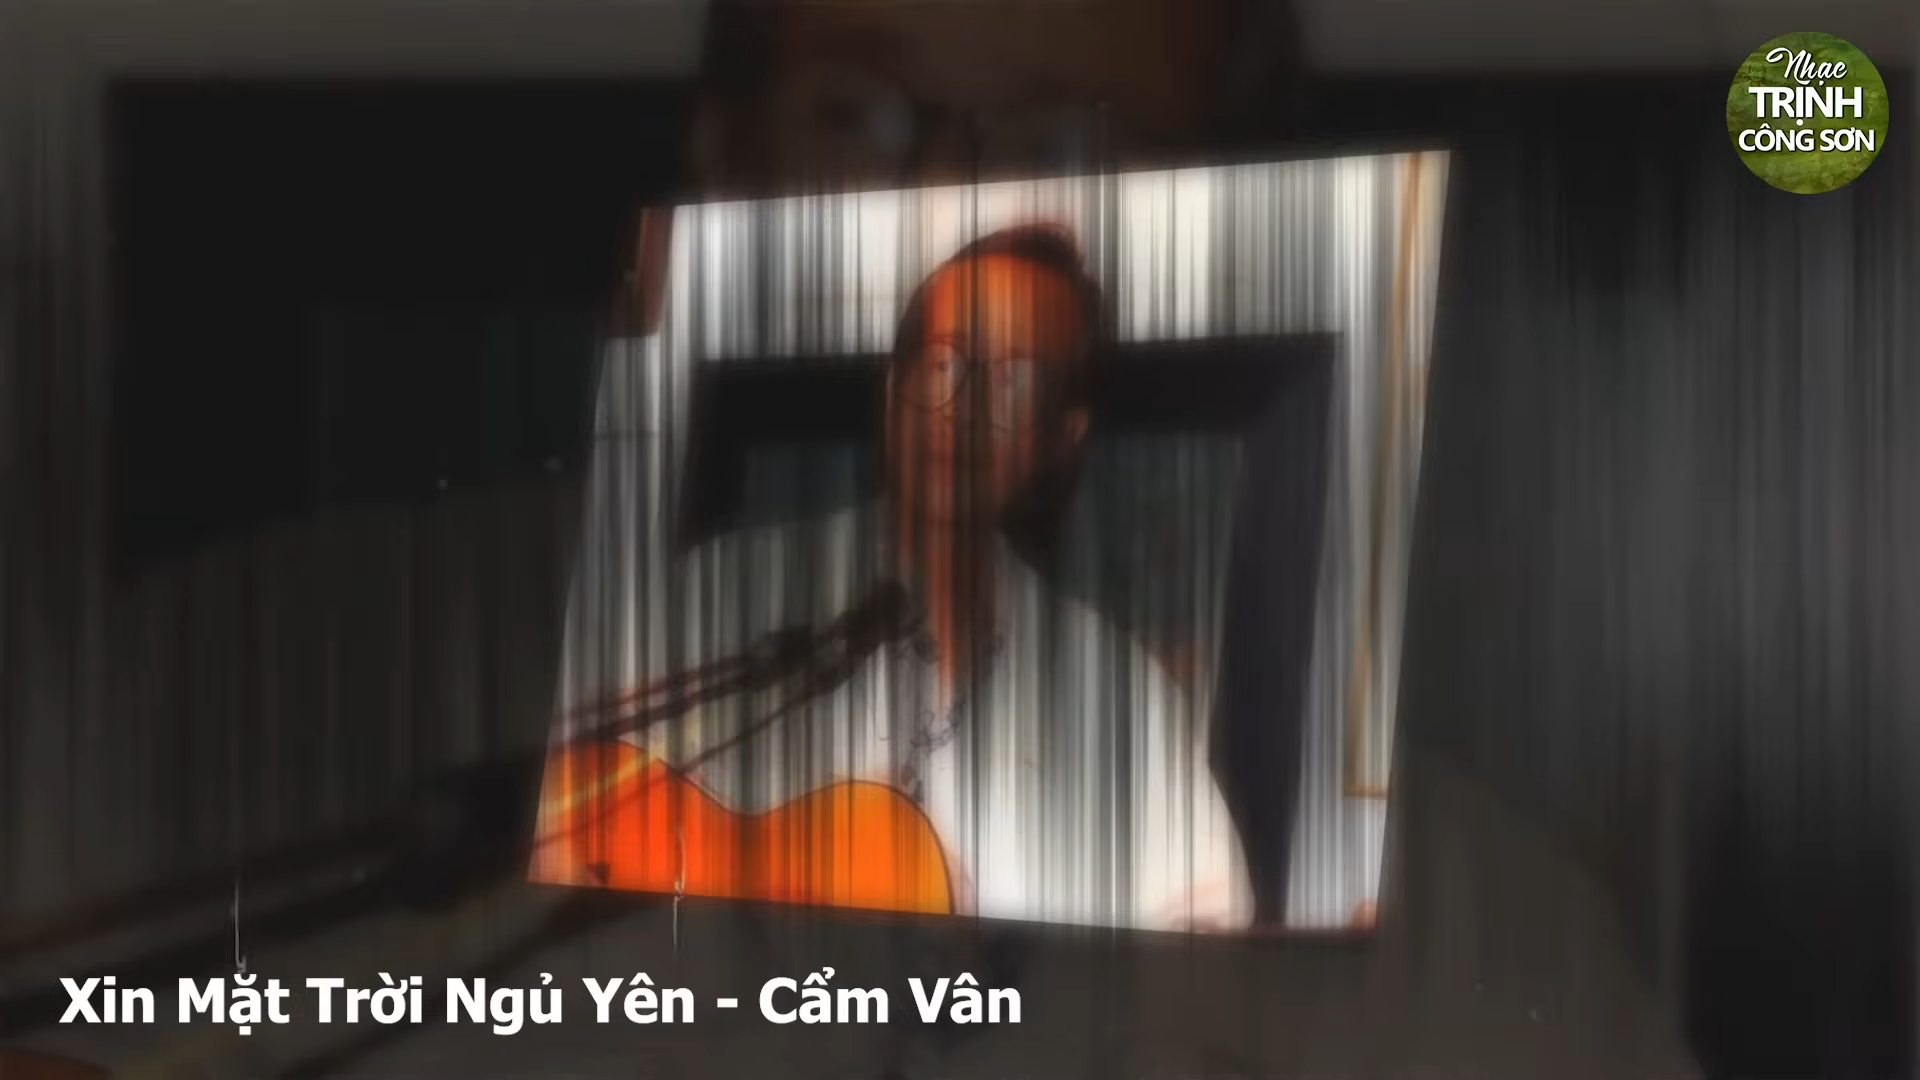 Nhạc
TRỊNH
CÔNG SƠN
Xin Mặt Trời Ngủ Yên - Cẩm Vân